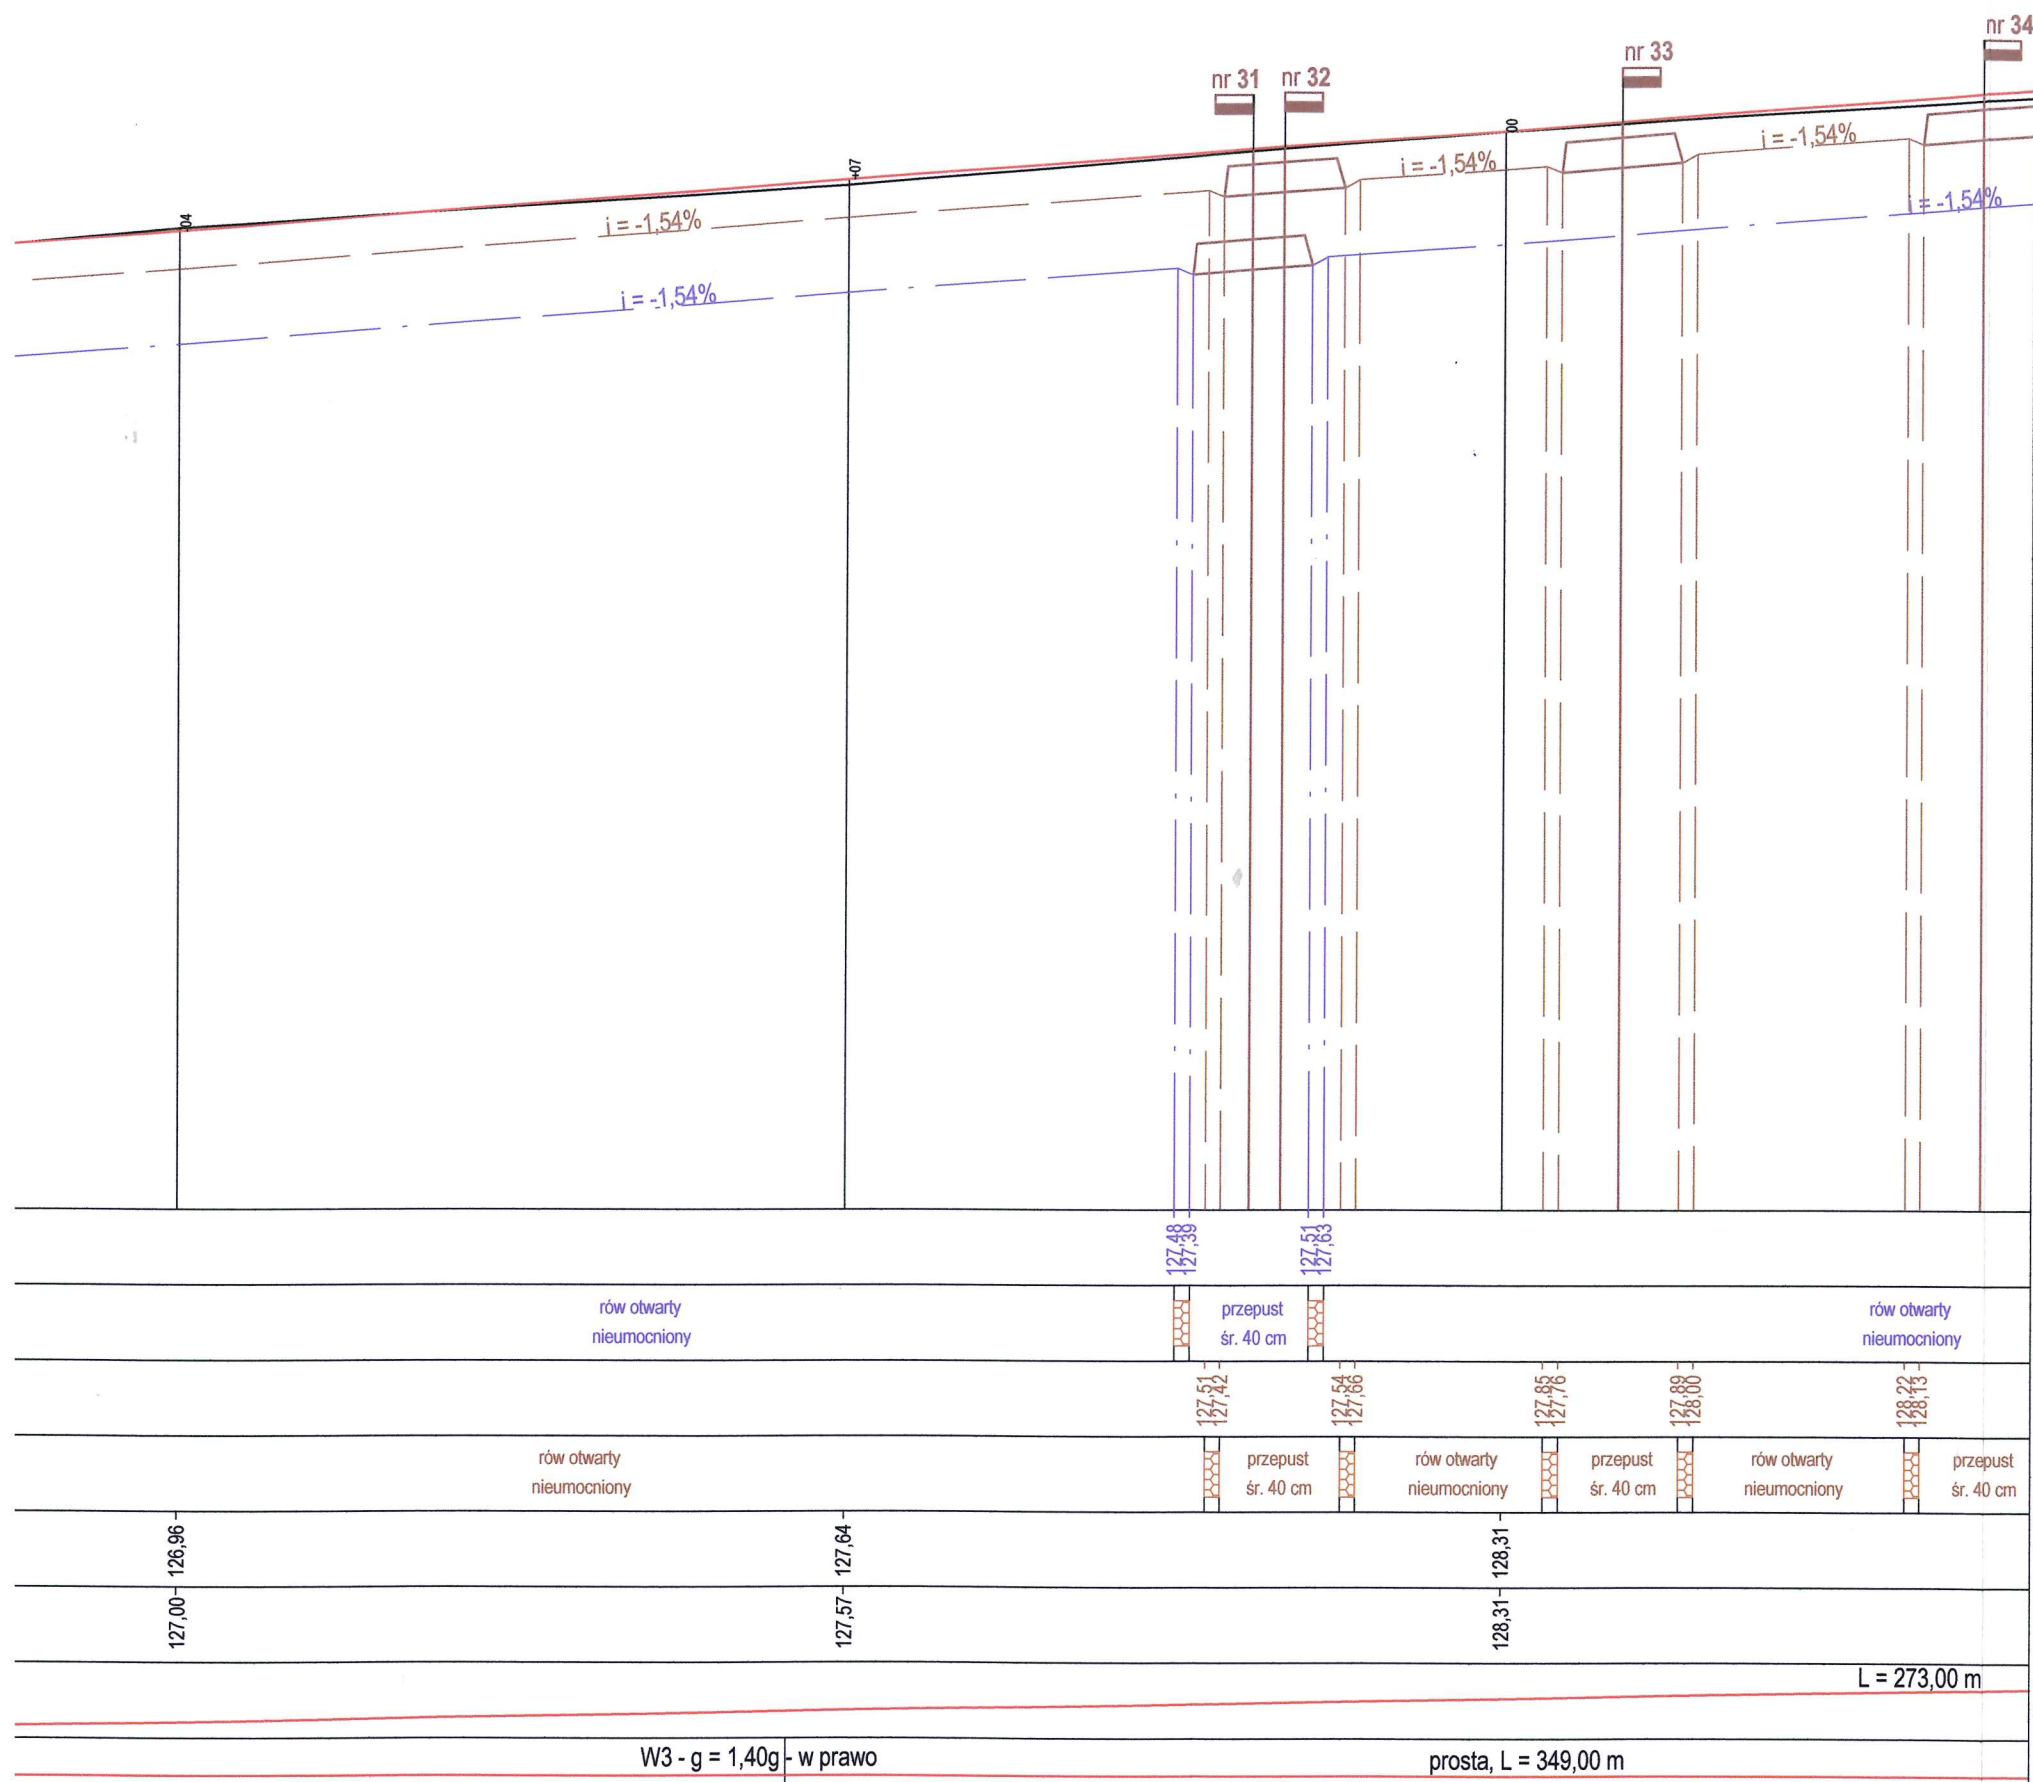 nr 34
nr 33
nr 31 nr 32
00
+07
04
i = -1,54%
i = -1,54%
i = -1,54%
i = -1,54%
i = -1,54%
127,48 127,39 127,51 127,63
rów otwarty
nieumocniony
przepust
śr. 40 cm
rów otwarty
nieumocniony
127,51 127,42 127,54 127,66 127,85 127,76 127,89 128,00 128,22 128,13
rów otwarty
nieumocniony
przepust
śr. 40 cm
rów otwarty
nieumocniony
przepust
śr. 40 cm
rów otwarty
nieumocniony
przepust
śr. 40 cm
126,96 127,64 128,31
127,00 127,57 128,31
L = 273,00 m
W3 - g = 1,40g - w prawo
prosta, L = 349,00 m